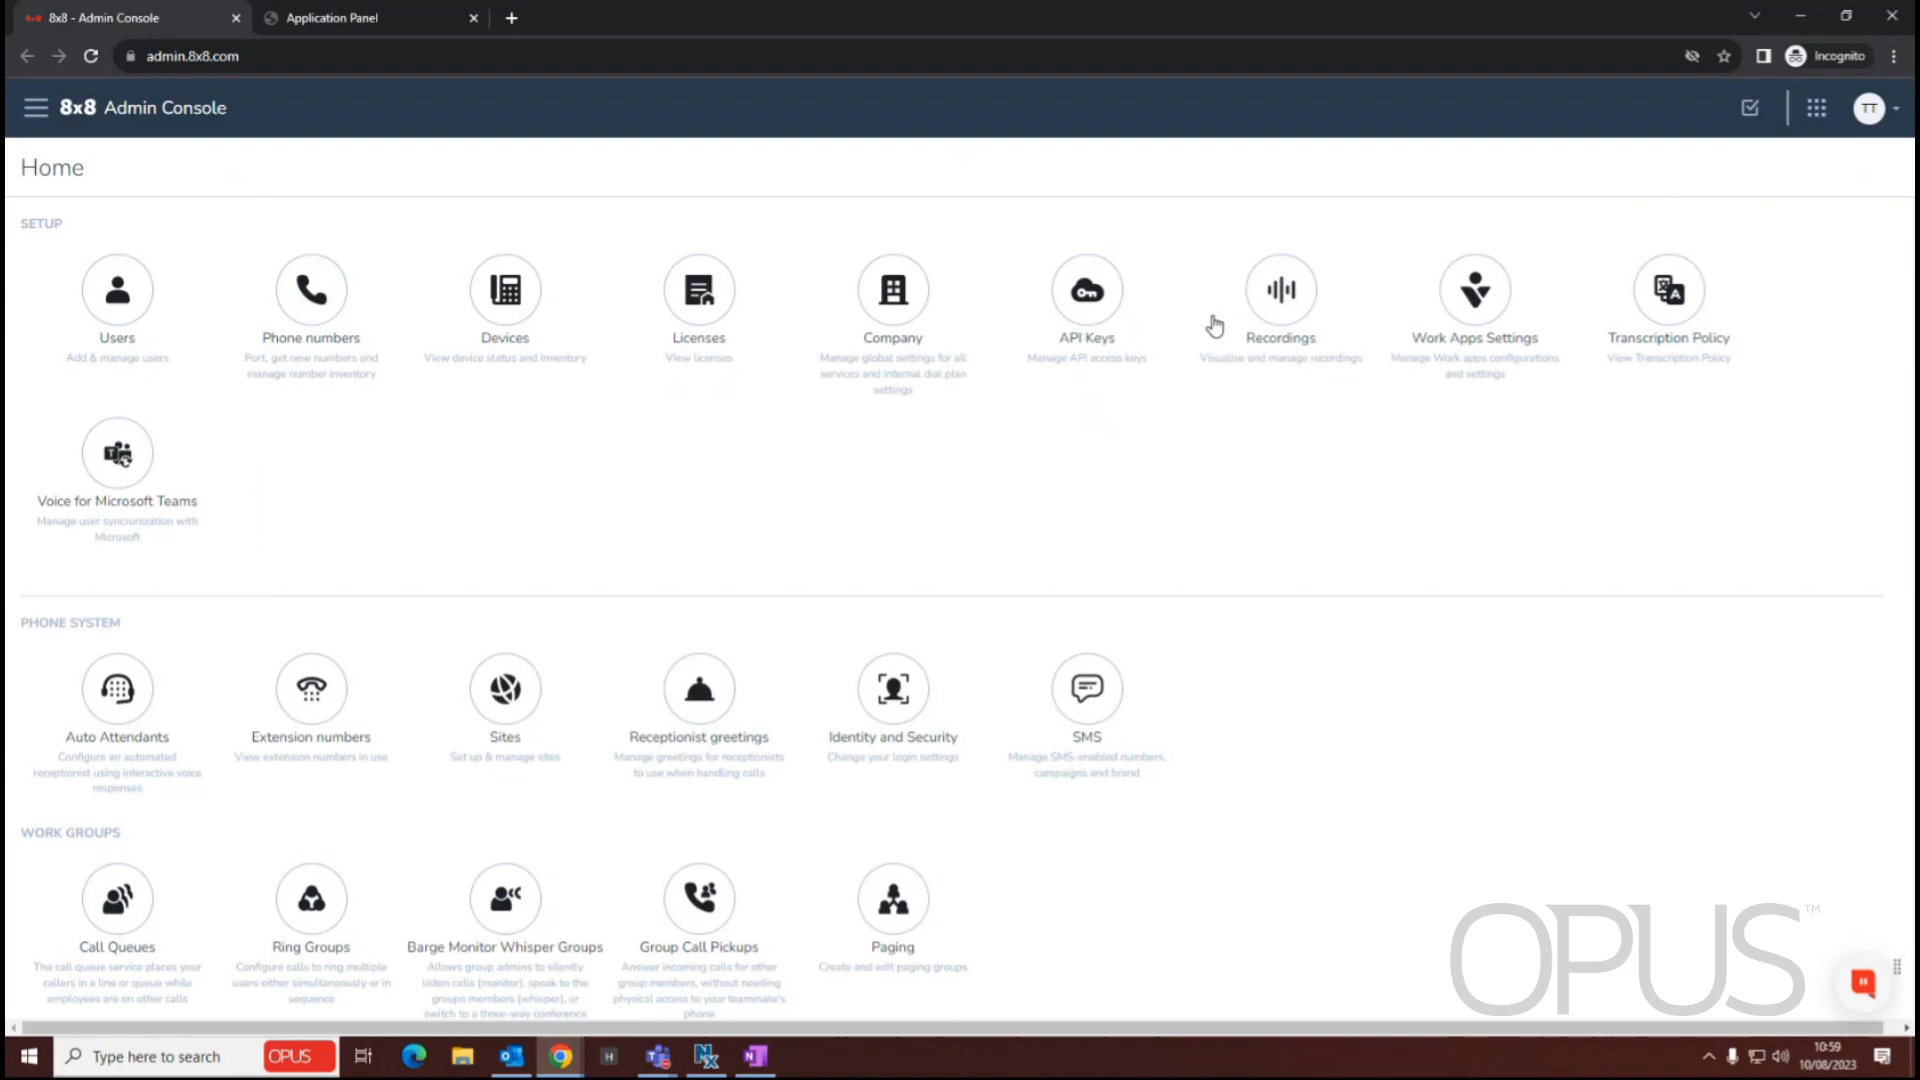 8x8 - Admin Console
Application Panel
admin.8x8.com
Incognito
8x8 Admin Console
TT
Home
SETUP
Users
Add & manage users
Phone numbers
Port, get new numbers and
manage number inventory
Devices
View device status and inventory
Licenses
View licenses
Company
Manage global settings for all
services and internal dial plan
settings
API Keys
Manage API access keys
Recordings
Visualise and manage recordings
Work Apps Settings
Manage Work apps configurations
and settings
Transcription Policy
View Transcription Policy
Voice for Microsoft Teams
Manage user syncronization with
Microsoft
PHONE SYSTEM
Auto Attendants
Configure an automated
receptionist using interactive voice
responses
Extension numbers
View extension numbers in use
Sites
Set up & manage sites
Receptionist greetings
Manage greetings for receptionists
to use when handling calls
Identity and Security
Change your login settings
SMS
Manage SMS-enabled numbers,
campaigns and brand
WORK GROUPS
Call Queues
The call queue service places your
callers in a line or queue while
employees are on other calls
Ring Groups
Configure calls to ring multiple
users either simultaneously or in
sequence
Barge Monitor Whisper Groups
Allows group admins to silently
listen calls (monitor), speak to the
groups members (whisper), or
switch to a three-way conference
Group Call Pickups
Answer incoming calls for other
group members, without needing
physical access to your teammate's
phone
Paging
Create and edit paging groups
OPUS™
Type here to search
OPUS
H
10:59
10/08/2023